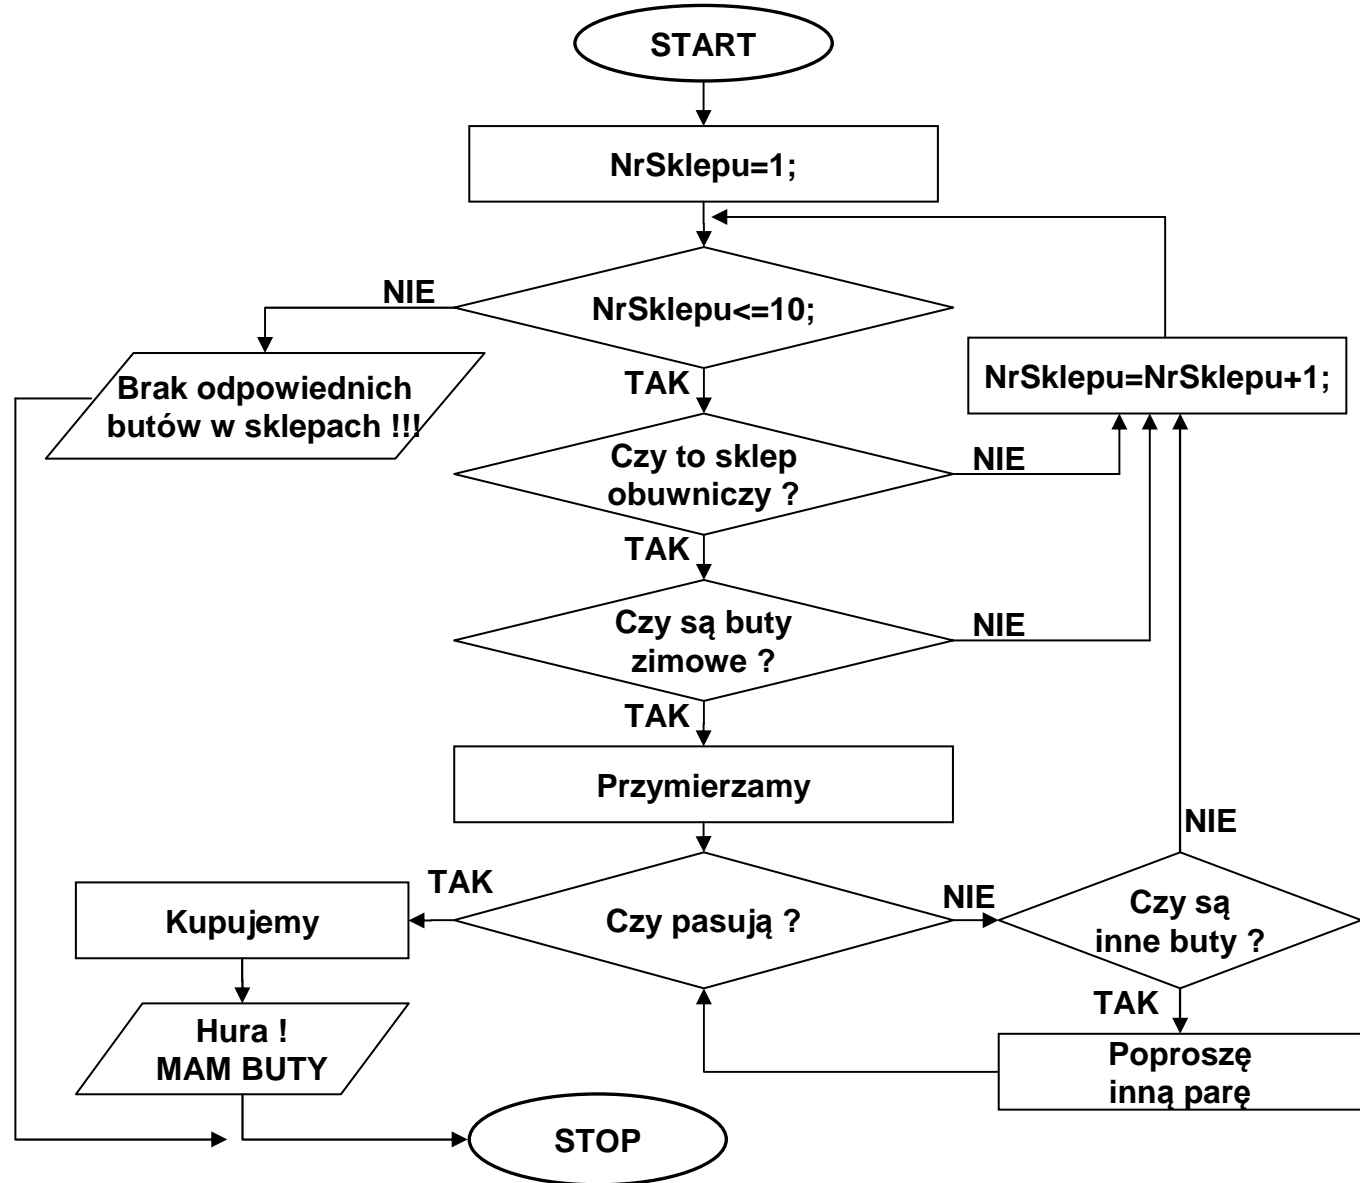 START
NrSklepu=1;
NIE
NrSklepu<=10;
TAK
NrSklepu=NrSklepu+1;
Brak odpowiednich
butów w sklepach !!!
Czy to sklep
obuwniczy ?
NIE
TAK
Czy są buty
zimowe ?
NIE
TAK
Przymierzamy
NIE
TAK
Kupujemy
Czy pasują ?
NIE
Czy są
inne buty ?
TAK
Hura !
MAM BUTY
Poproszę
inną parę
STOP